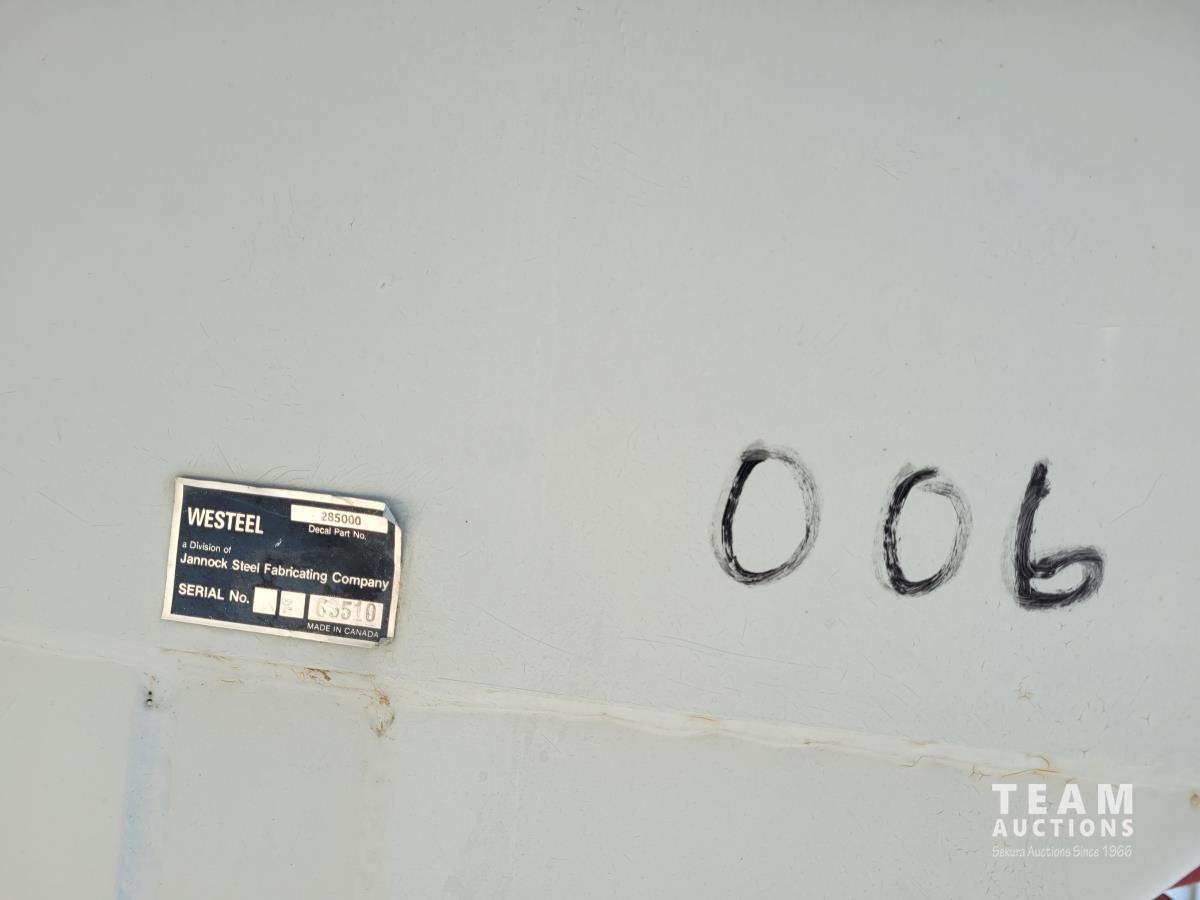 WESTEEL
285000
Decal Part No.
a Division of
Jannock Steel Fabricating Company
SERIAL No.
MADE IN CANADA
006
TEAM
AUCTIONS
Sekura Auctions Since 1966